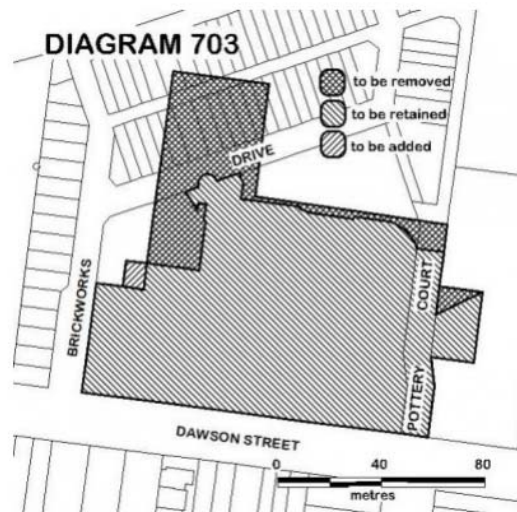 DIAGRAM 703
to be removed
to be retained
to be added
DRIVE
BRICKWORKS
COURT
POTTERY
DAWSON STREET
0 40 80
metres